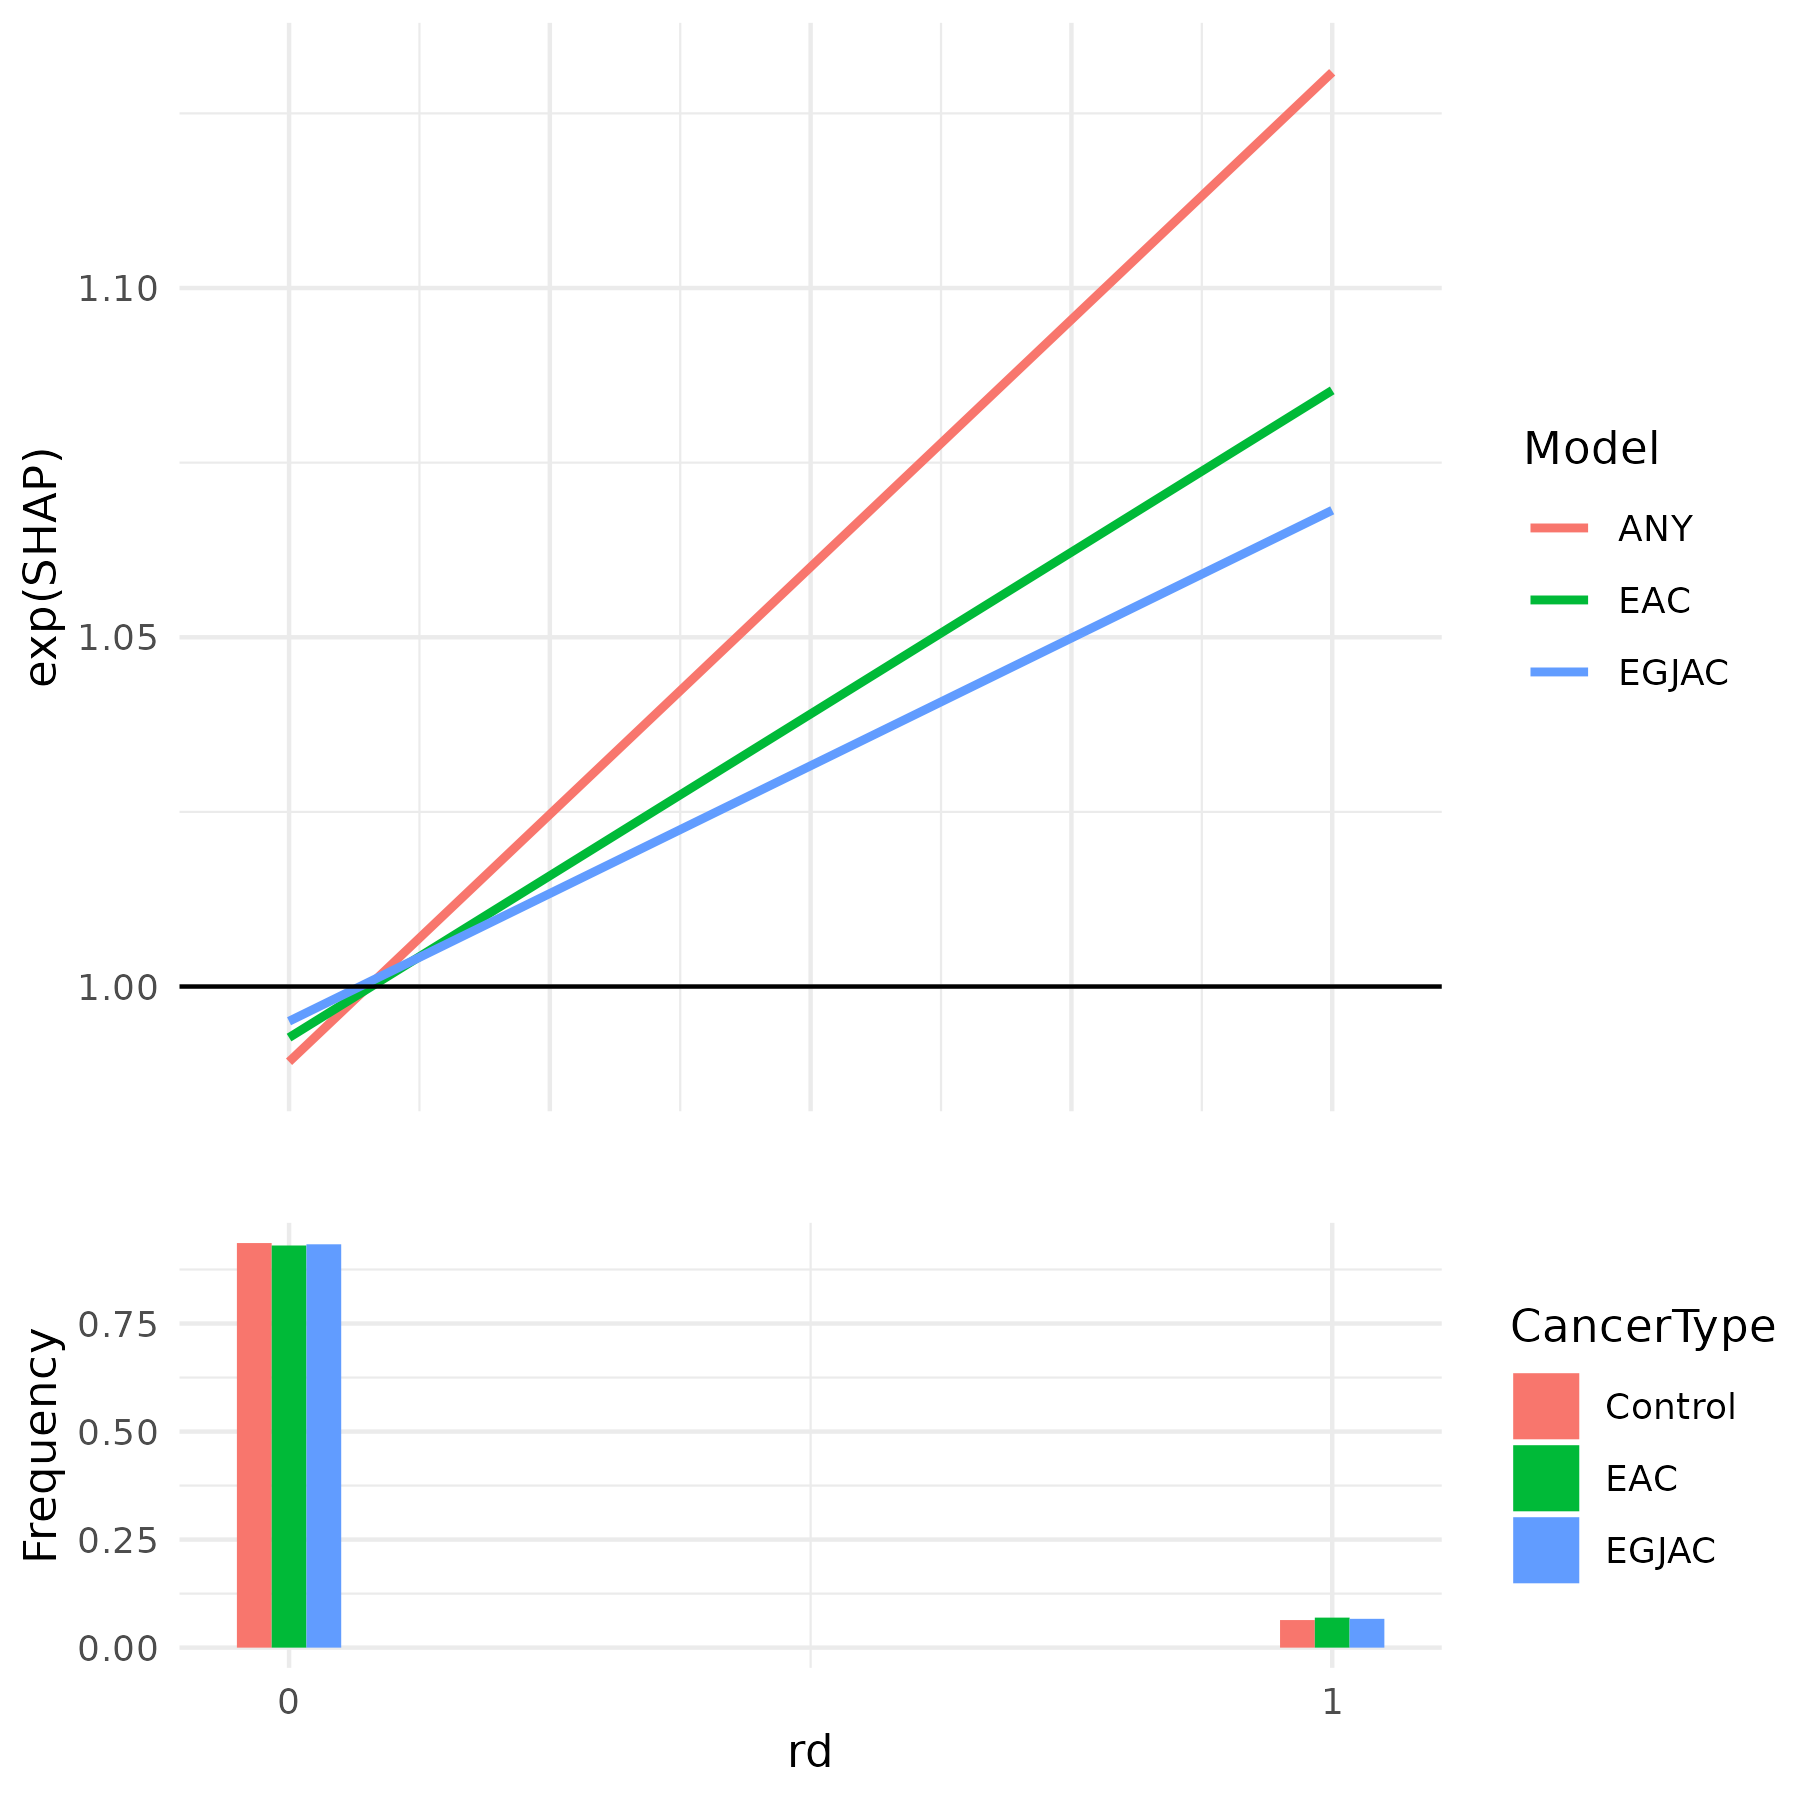 exp(SHAP)
1.10
1.05
1.00
Model
ANY
EAC
EGJAC
Frequency
0.75
0.50
0.25
0.00
0
1
rd
CancerType
Control
EAC
EGJAC